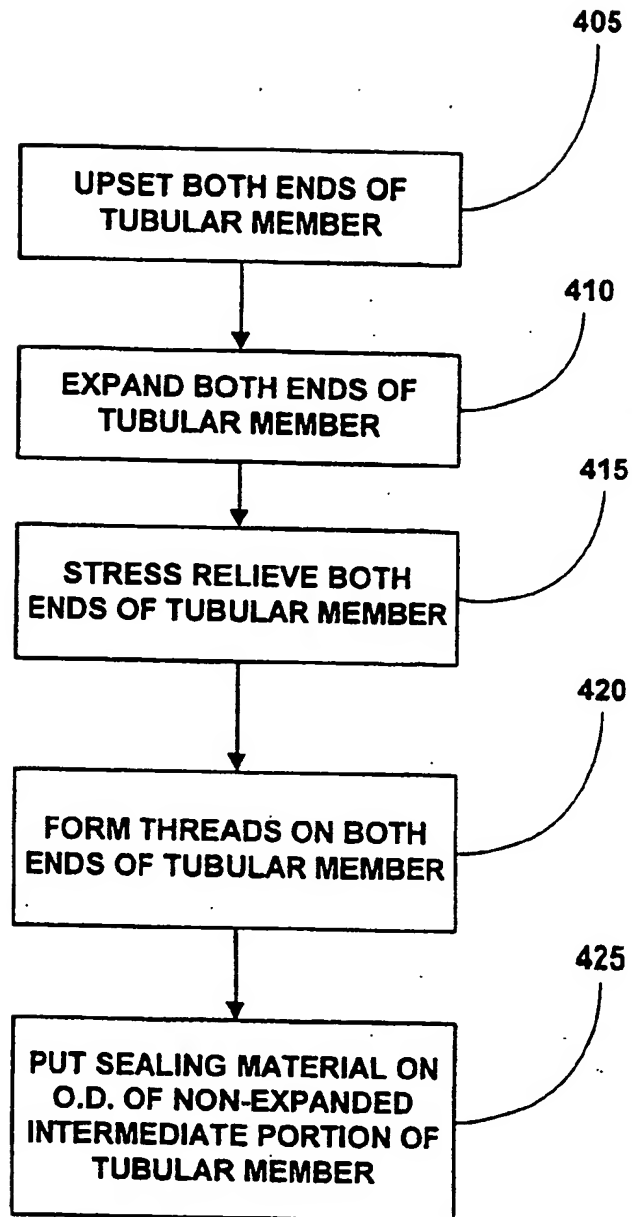 405
UPSET BOTH ENDS OF
TUBULAR MEMBER
410
EXPAND BOTH ENDS OF
TUBULAR MEMBER
415
STRESS RELIEVE BOTH
ENDS OF TUBULAR MEMBER
420
FORM THREADS ON BOTH
ENDS OF TUBULAR MEMBER
425
PUT SEALING MATERIAL ON
O.D. OF NON-EXPANDED
INTERMEDIATE PORTION OF
TUBULAR MEMBER